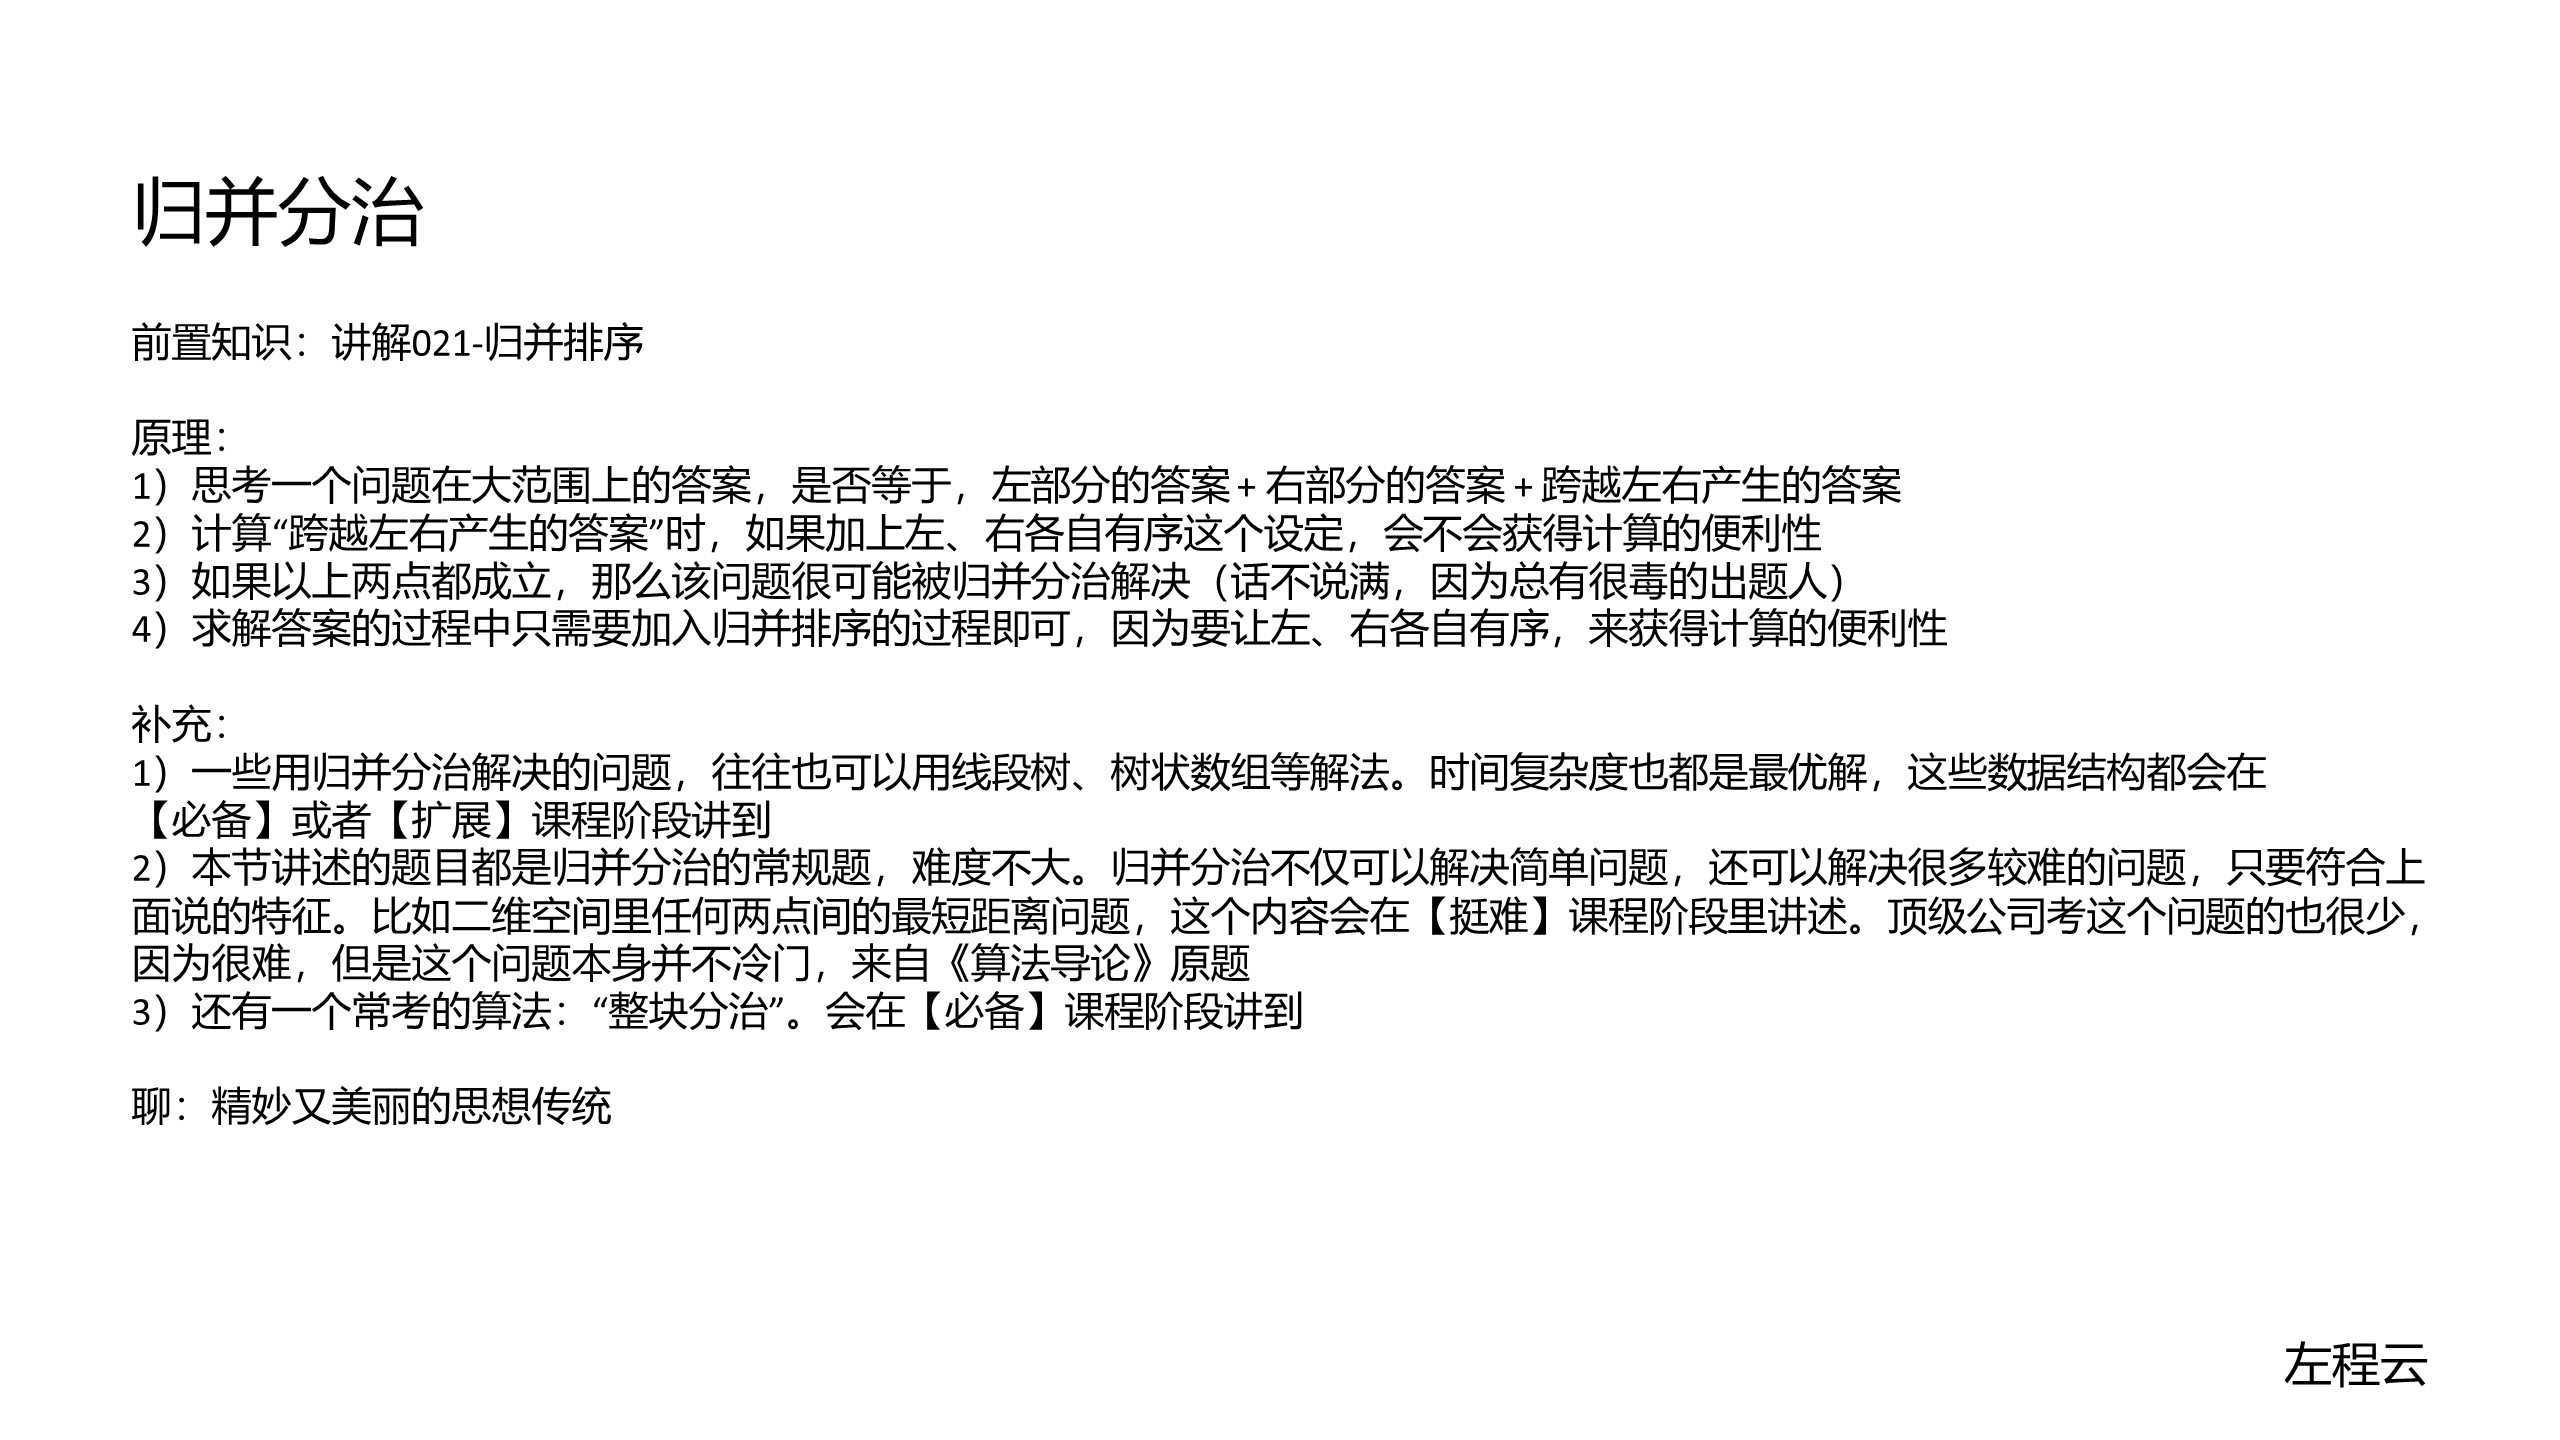 归并分治
前置知识：讲解021-归并排序
原理：
1）思考一个问题在大范围上的答案，是否等于，左部分的答案 + 右部分的答案 + 跨越左右产生的答案
2）计算“跨越左右产生的答案”时，如果加上左、右各自有序这个设定，会不会获得计算的便利性
3）如果以上两点都成立，那么该问题很可能被归并分治解决（话不说满，因为总有很毒的出题人）
4）求解答案的过程中只需要加入归并排序的过程即可，因为要让左、右各自有序，来获得计算的便利性
补充：
1）一些用归并分治解决的问题，往往也可以用线段树、树状数组等解法。时间复杂度也都是最优解，这些数据结构都会在
【必备】或者【扩展】课程阶段讲到
2）本节讲述的题目都是归并分治的常规题，难度不大。归并分治不仅可以解决简单问题，还可以解决很多较难的问题，只要符合上
面说的特征。比如二维空间里任何两点间的最短距离问题，这个内容会在【挺难】课程阶段里讲述。顶级公司考这个问题的也很少，
因为很难，但是这个问题本身并不冷门，来自《算法导论》原题
3）还有一个常考的算法：“整块分治”。会在【必备】课程阶段讲到
聊：精妙又美丽的思想传统
左程云